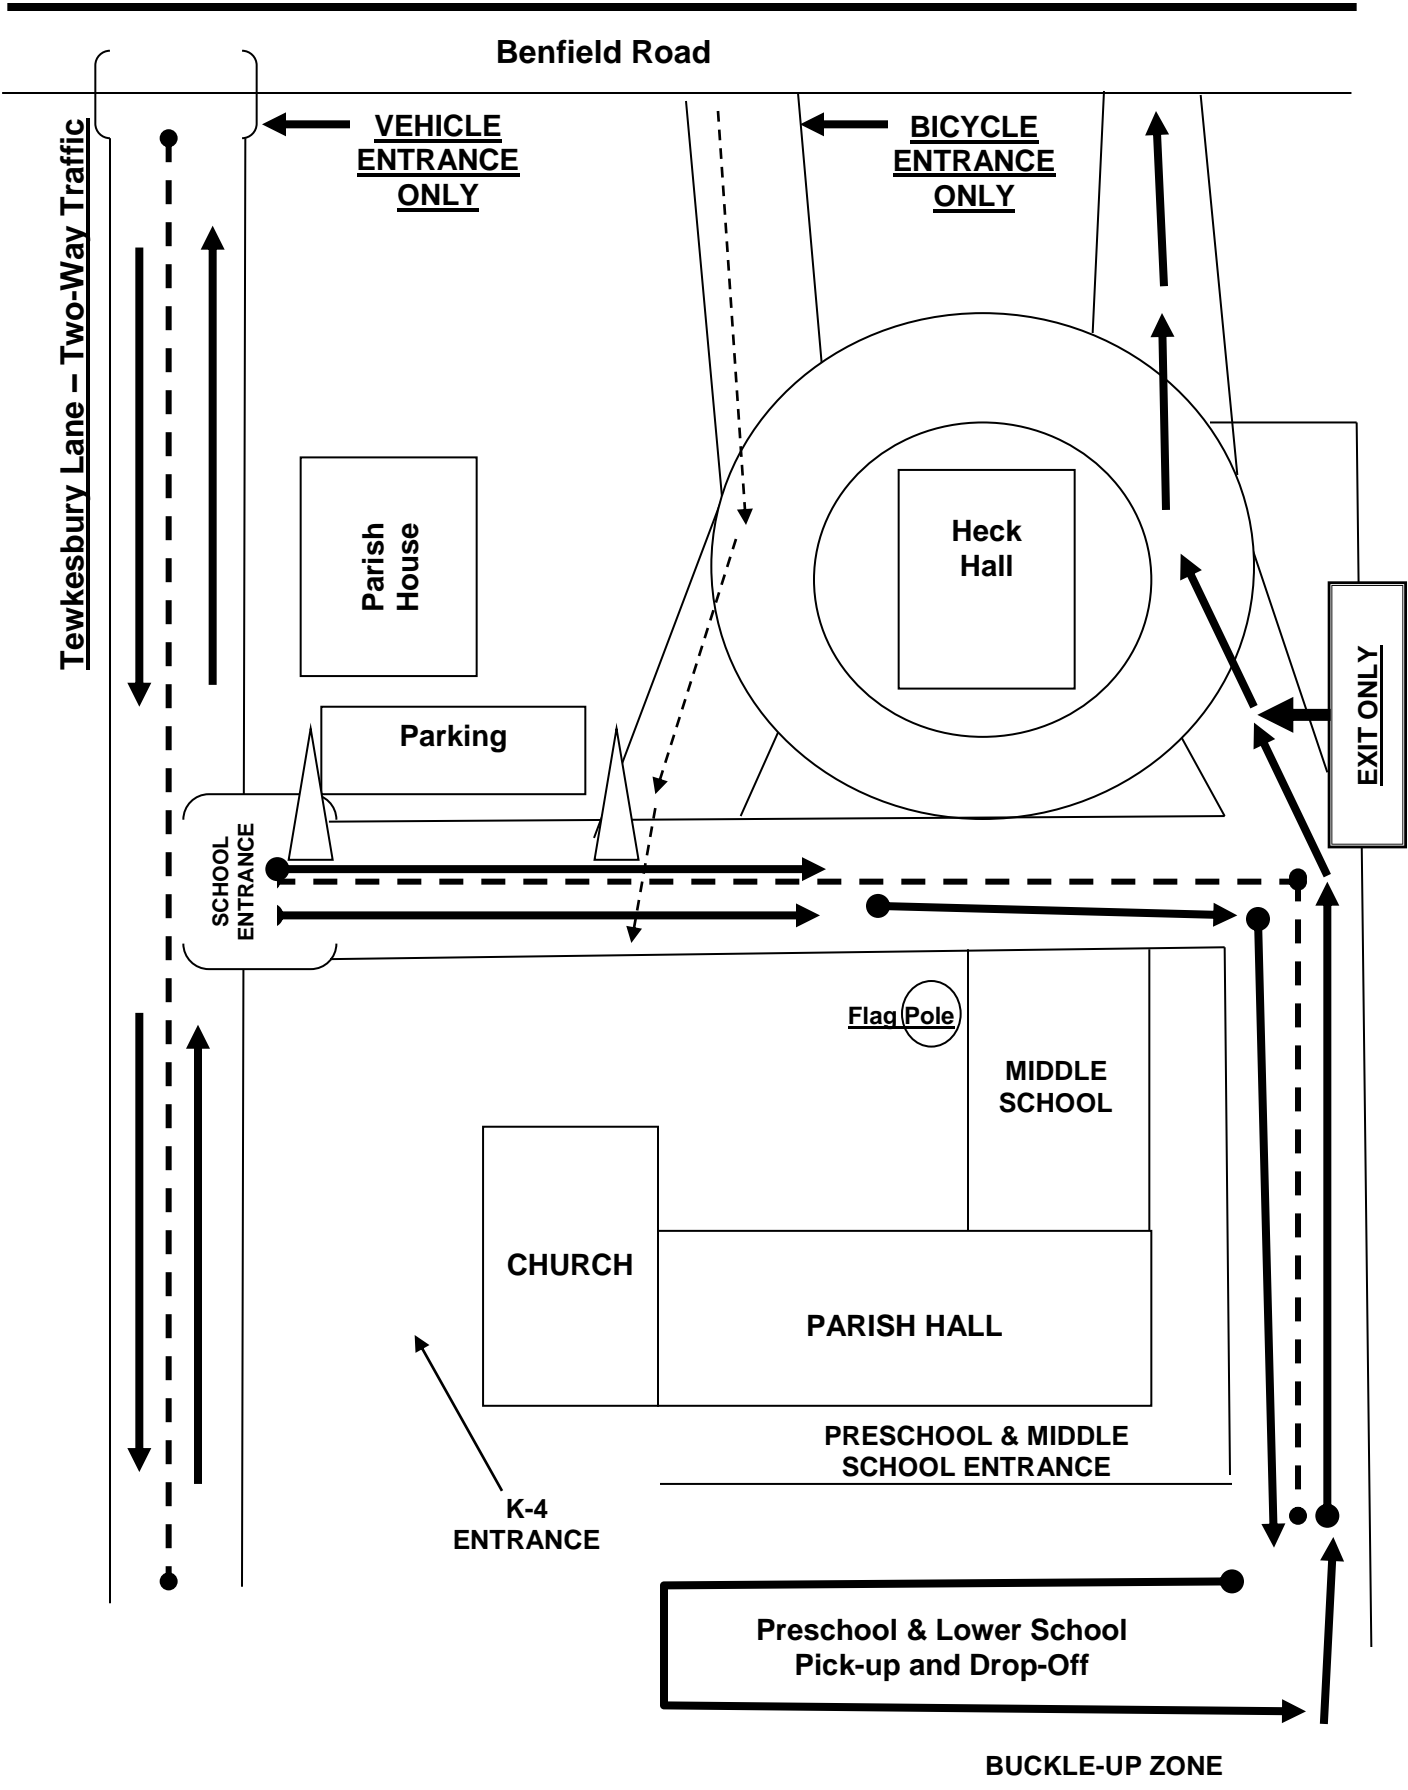 Benfield Road
VEHICLE
ENTRANCE
ONLY
BICYCLE
ENTRANCE
ONLY
Tewkesbury Lane – Two-Way Traffic
Parish
House
Heck
Hall
Parking
EXIT ONLY
SCHOOL
ENTRANCE
Flag Pole
MIDDLE
SCHOOL
CHURCH
PARISH HALL
PRESCHOOL & MIDDLE
SCHOOL ENTRANCE
K-4
ENTRANCE
Preschool & Lower School
Pick-up and Drop-Off
BUCKLE-UP ZONE